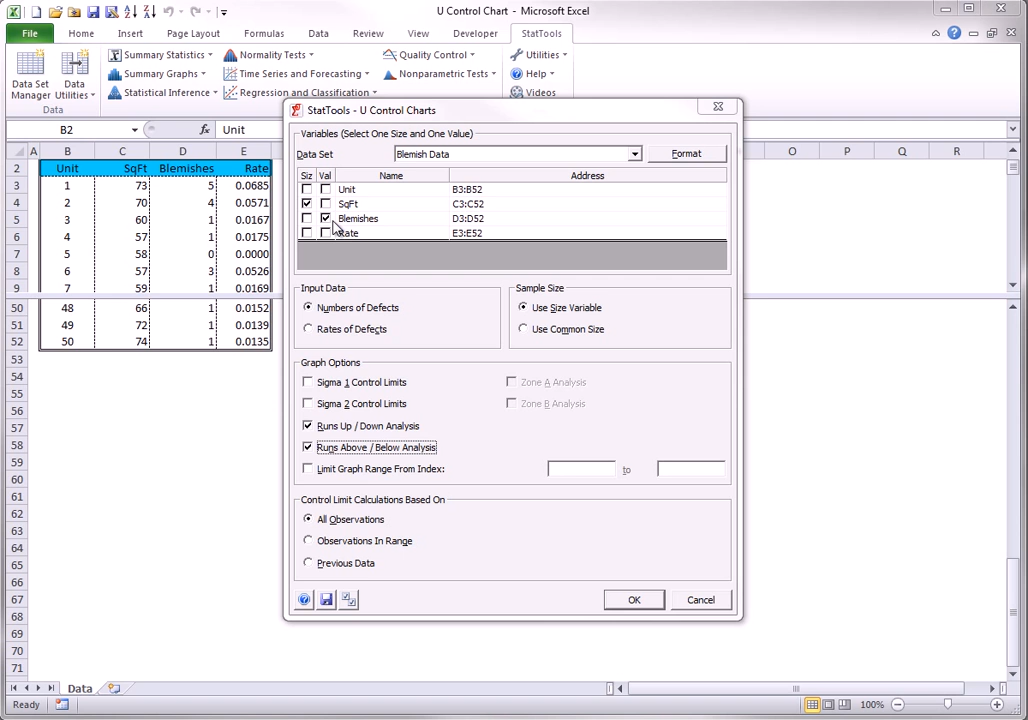 U Control Chart - Microsoft Excel
File Home Insert Page Layout Formulas Data Review View Developer StatTools
Summary Statistics Normality Tests Quality Control Utilities
Summary Graphs Time Series and Forecasting Nonparametric Tests Help
Statistical Inference Regression and Classification Videos
Data Set Manager
Data Utilities
B2 fx Unit
A B C D E O P Q R
2 Unit SqFt Blemishes Rate
3 1 73 5 0.0685
4 2 70 4 0.0571
5 3 60 1 0.0167
6 4 57 1 0.0175
7 5 58 0 0.0000
8 6 57 3 0.0526
9 7 59 1 0.0169
50 48 66 1 0.0152
51 49 72 1 0.0139
52 50 74 1 0.0135
53
54
55
56
57
58
59
60
61
62
63
64
65
66
67
68
69
70
71
StatTools - U Control Charts
Variables (Select One Size and One Value)
Data Set Blemish Data Format
Siz Val Name Address
Unit B3:B52
SqFt C3:C52
Blemishes D3:D52
Rate E3:E52
Input Data
Numbers of Defects
Rates of Defects
Sample Size
Use Size Variable
Use Common Size
Graph Options
Sigma 1 Control Limits Zone A Analysis
Sigma 2 Control Limits Zone B Analysis
Runs Up / Down Analysis
Runs Above / Below Analysis
Limit Graph Range From Index: to
Control Limit Calculations Based On
All Observations
Observations In Range
Previous Data
OK Cancel
Data
Ready 100%